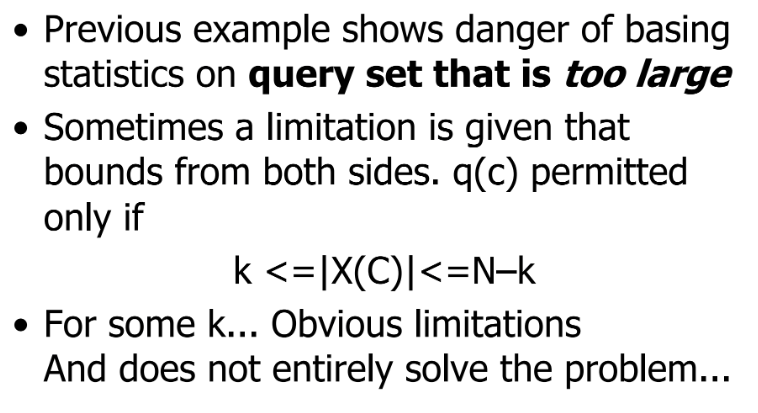 • Previous example shows danger of basing
statistics on query set that is too large
• Sometimes a limitation is given that
bounds from both sides. q(c) permitted
only if
k <=|X(C)|<=N–k
• For some k... Obvious limitations
And does not entirely solve the problem...